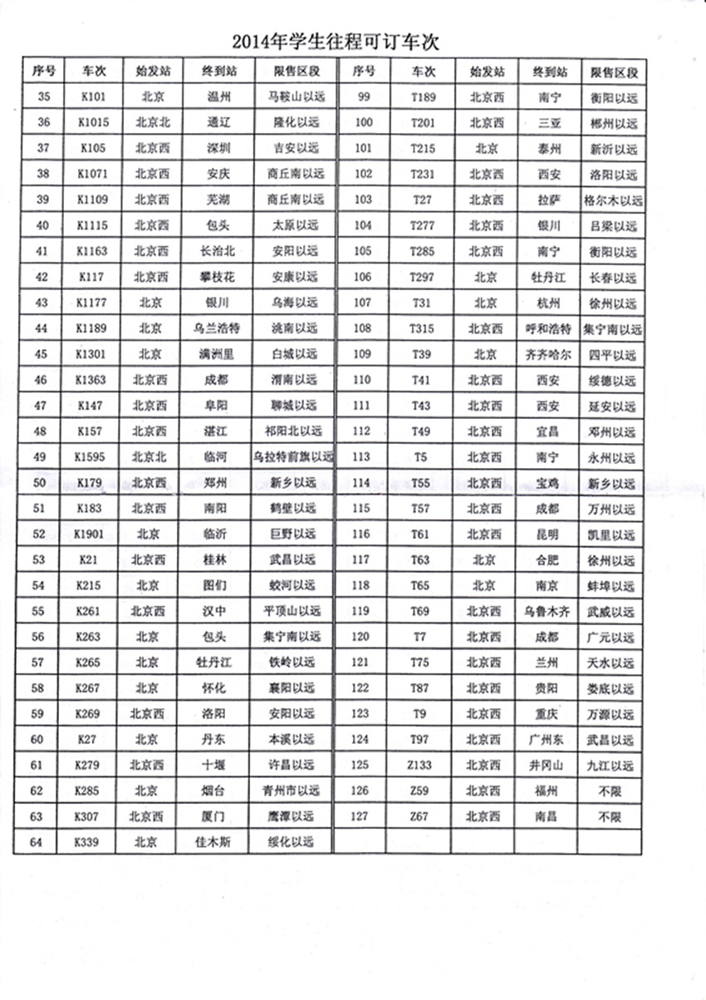 2014年学生往程可订车次
序号 车次 始发站 终到站 限售区段 序号 车次 始发站 终到站 限售区段
35 K101 北京 温州 马鞍山以远 99 T189 北京西 南宁 衡阳以远
36 K1015 北京北 通辽 隆化以远 100 T201 北京西 三亚 郴州以远
37 K105 北京西 深圳 吉安以远 101 T215 北京 泰州 新沂以远
38 K1071 北京西 安庆 商丘南以远 102 T231 北京西 西安 洛阳以远
39 K1109 北京西 芜湖 商丘南以远 103 T27 北京西 拉萨 格尔木以远
40 K1115 北京西 包头 太原以远 104 T277 北京西 银川 吕梁以远
41 K1163 北京西 长治北 安阳以远 105 T285 北京西 南宁 衡阳以远
42 K117 北京西 攀枝花 安康以远 106 T297 北京 牡丹江 长春以远
43 K1177 北京 银川 乌海以远 107 T31 北京 杭州 徐州以远
44 K1189 北京 乌兰浩特 洮南以远 108 T315 北京西 呼和浩特 集宁南以远
45 K1301 北京 满洲里 白城以远 109 T39 北京 齐齐哈尔 四平以远
46 K1363 北京西 成都 渭南以远 110 T41 北京西 西安 绥德以远
47 K147 北京西 阜阳 聊城以远 111 T43 北京西 西安 延安以远
48 K157 北京西 湛江 祁阳北以远 112 T49 北京西 宜昌 邓州以远
49 K1595 北京北 临河 乌拉特前旗以远 113 T5 北京西 南宁 永州以远
50 K179 北京西 郑州 新乡以远 114 T55 北京西 宝鸡 新乡以远
51 K183 北京西 南阳 鹤壁以远 115 T57 北京西 成都 万州以远
52 K1901 北京 临沂 巨野以远 116 T61 北京西 昆明 凯里以远
53 K21 北京西 桂林 武昌以远 117 T63 北京 合肥 徐州以远
54 K215 北京 图们 蛟河以远 118 T65 北京 南京 蚌埠以远
55 K261 北京西 汉中 平顶山以远 119 T69 北京西 乌鲁木齐 武威以远
56 K263 北京 包头 集宁南以远 120 T7 北京西 成都 广元以远
57 K265 北京 牡丹江 铁岭以远 121 T75 北京西 兰州 天水以远
58 K267 北京 怀化 襄阳以远 122 T87 北京西 贵阳 娄底以远
59 K269 北京西 洛阳 安阳以远 123 T9 北京西 重庆 万源以远
60 K27 北京 丹东 本溪以远 124 T97 北京西 广州东 武昌以远
61 K279 北京西 十堰 许昌以远 125 Z133 北京西 井冈山 九江以远
62 K285 北京 烟台 青州市以远 126 Z59 北京西 福州 不限
63 K307 北京西 厦门 鹰潭以远 127 Z67 北京西 南昌 不限
64 K339 北京 佳木斯 绥化以远